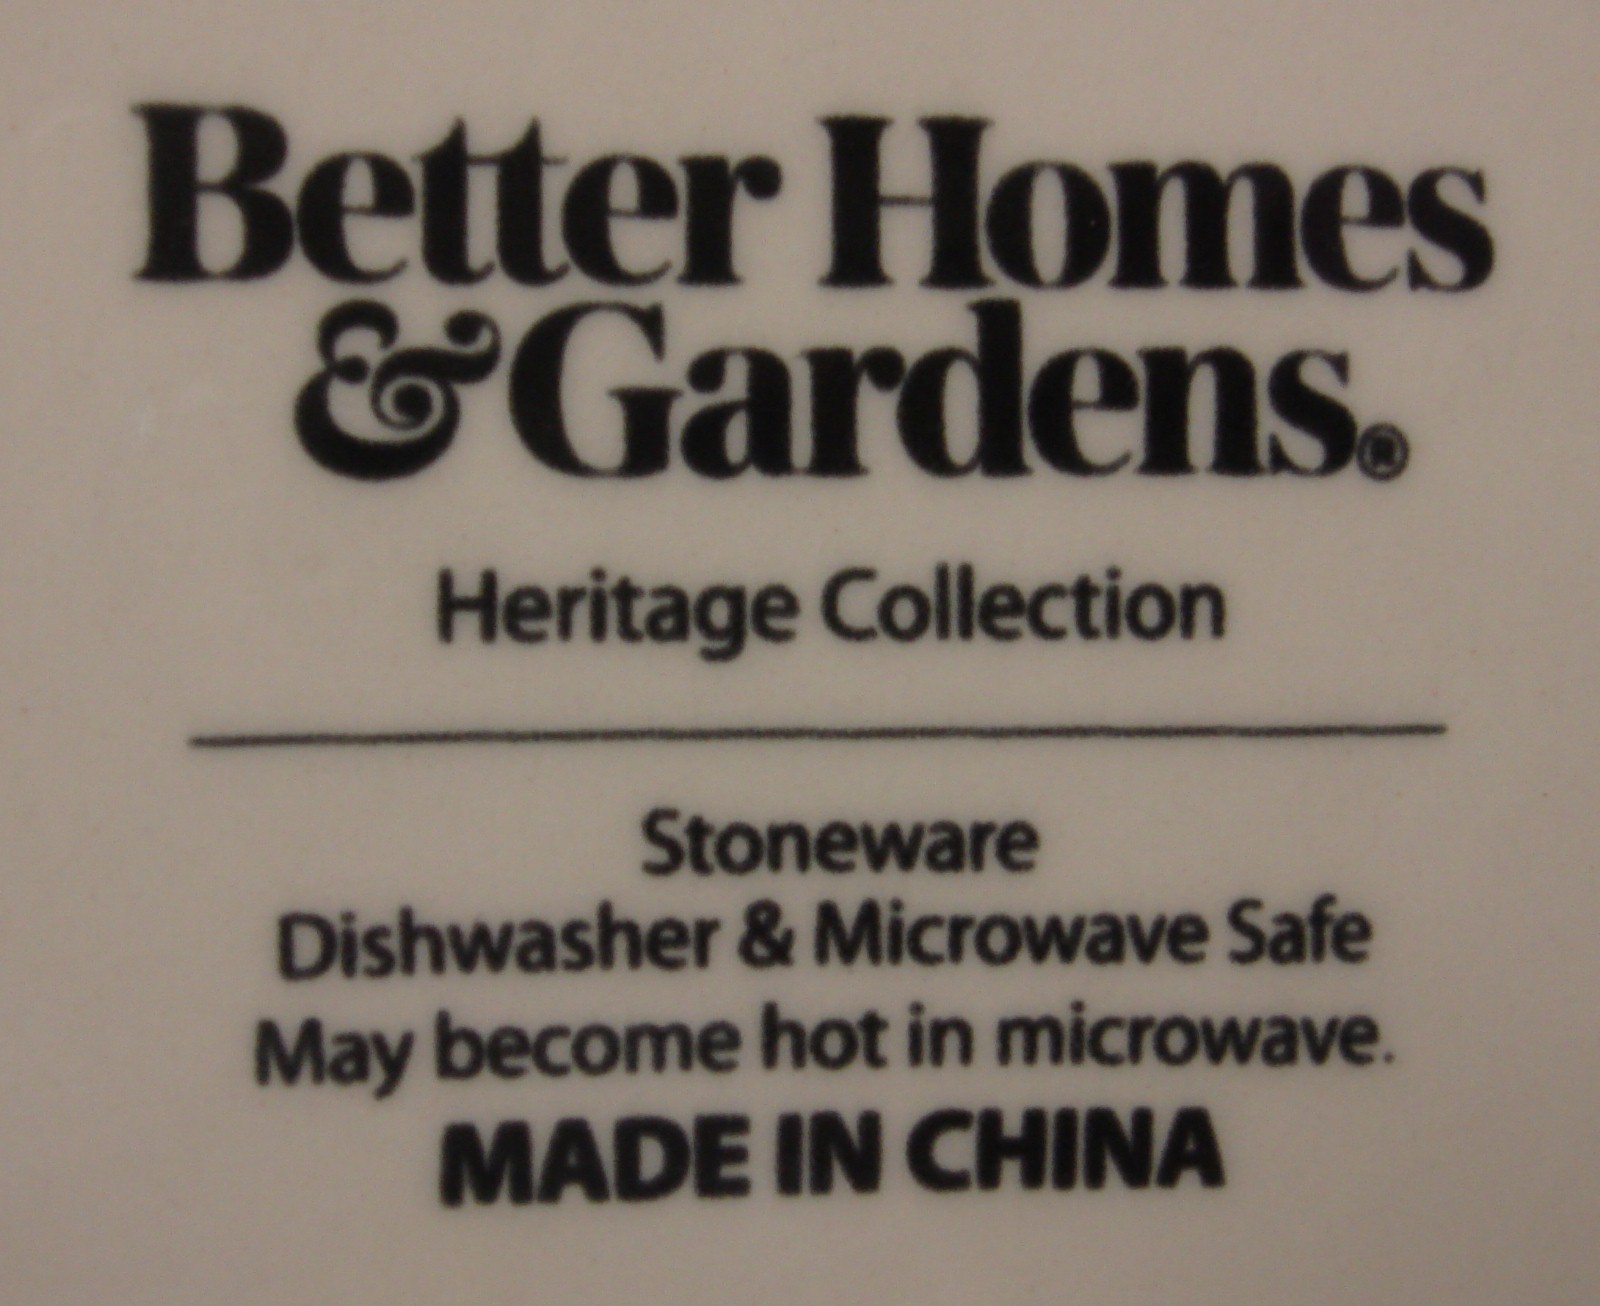 Better Homes
& Gardens®
Heritage Collection
Stoneware
Dishwasher & Microwave Safe
May become hot in microwave.
MADE IN CHINA